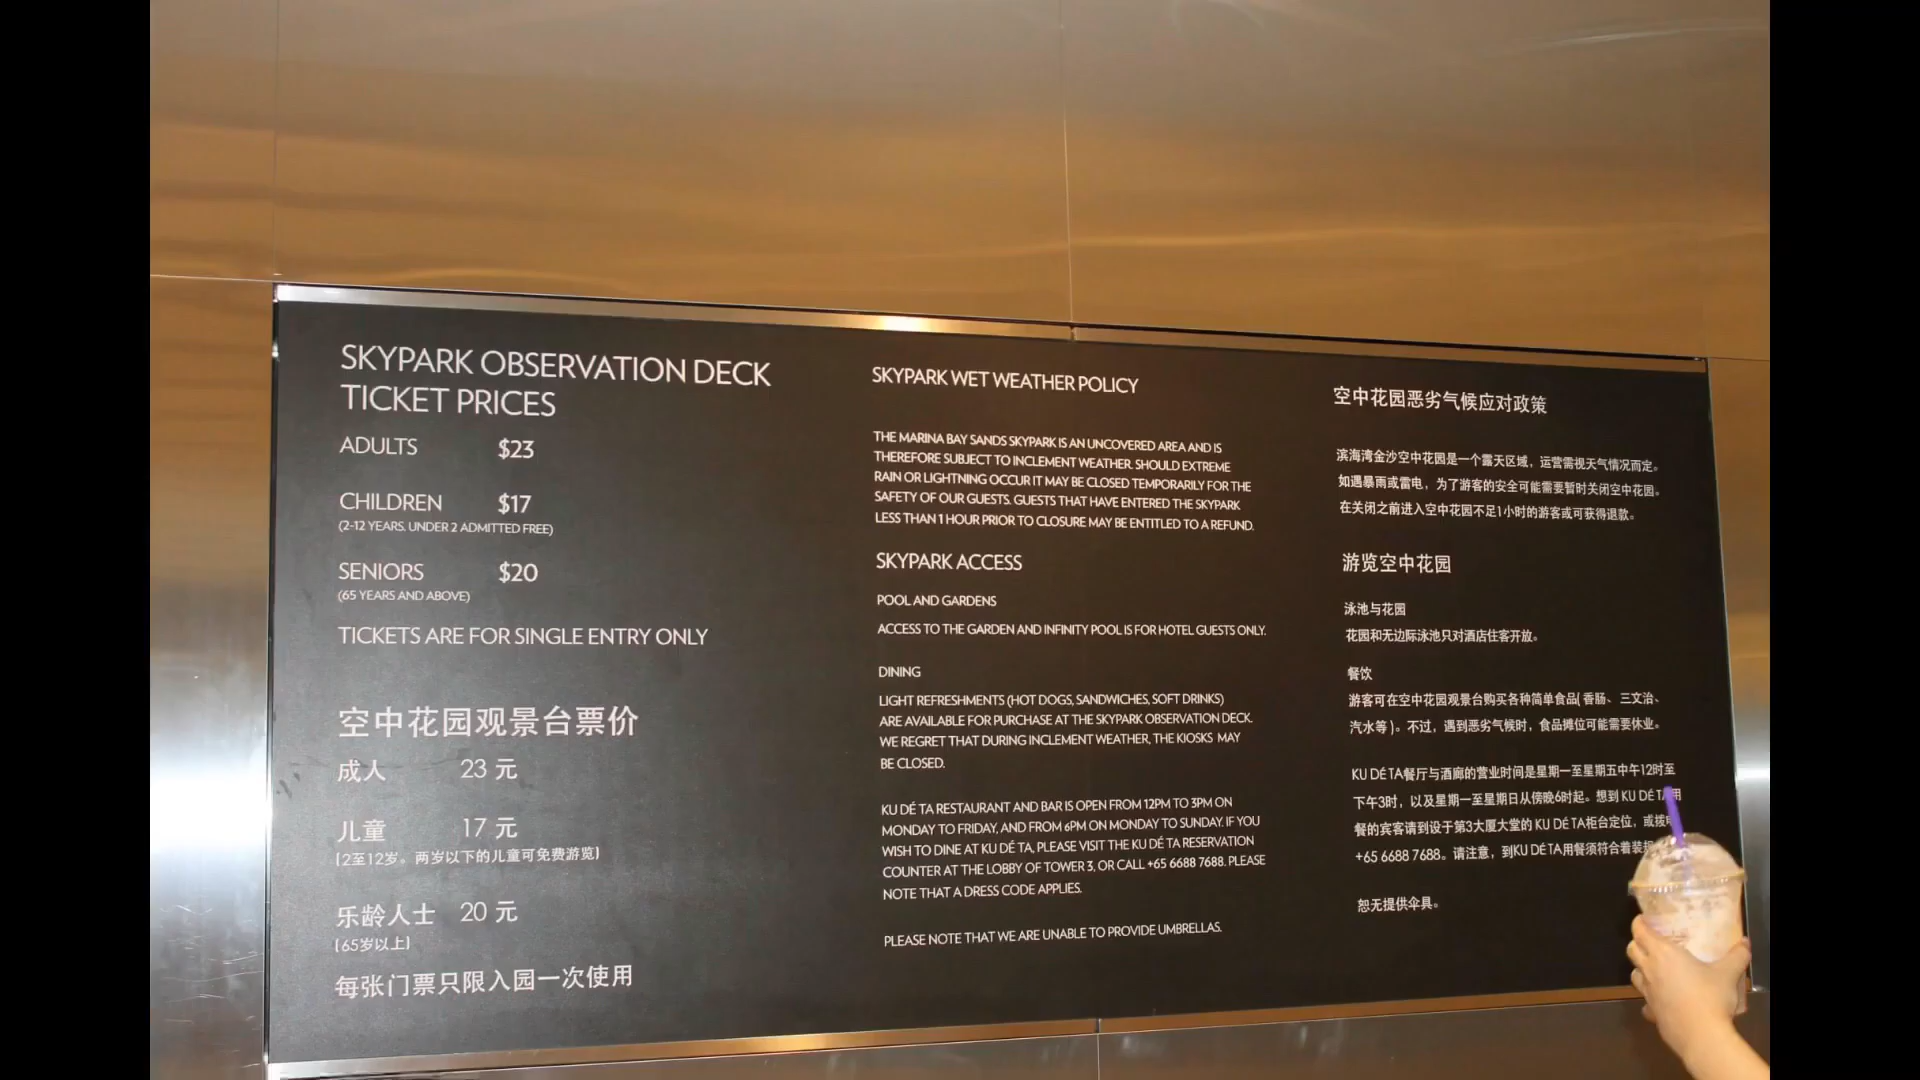 SKYPARK OBSERVATION DECK
TICKET PRICES
ADULTS $23
CHILDREN $17
(2-12 YEARS. UNDER 2 ADMITTED FREE)
SENIORS $20
(65 YEARS AND ABOVE)
TICKETS ARE FOR SINGLE ENTRY ONLY
空中花园观景台票价
成人 23 元
儿童 17 元
(2至12岁。两岁以下的儿童可免费游览)
乐龄人士 20 元
(65岁以上)
每张门票只限入园一次使用
SKYPARK WET WEATHER POLICY
THE MARINA BAY SANDS SKYPARK IS AN UNCOVERED AREA AND IS
THEREFORE SUBJECT TO INCLEMENT WEATHER. SHOULD EXTREME
RAIN OR LIGHTNING OCCUR IT MAY BE CLOSED TEMPORARILY FOR THE
SAFETY OF OUR GUESTS. GUESTS THAT HAVE ENTERED THE SKYPARK
LESS THAN 1 HOUR PRIOR TO CLOSURE MAY BE ENTITLED TO A REFUND.
SKYPARK ACCESS
POOL AND GARDENS
ACCESS TO THE GARDEN AND INFINITY POOL IS FOR HOTEL GUESTS ONLY.
DINING
LIGHT REFRESHMENTS (HOT DOGS, SANDWICHES, SOFT DRINKS)
ARE AVAILABLE FOR PURCHASE AT THE SKYPARK OBSERVATION DECK.
WE REGRET THAT DURING INCLEMENT WEATHER, THE KIOSKS MAY
BE CLOSED.
KU DÉ TA RESTAURANT AND BAR IS OPEN FROM 12PM TO 3PM ON
MONDAY TO FRIDAY, AND FROM 6PM ON MONDAY TO SUNDAY. IF YOU
WISH TO DINE AT KU DÉ TA, PLEASE VISIT THE KU DÉ TA RESERVATION
COUNTER AT THE LOBBY OF TOWER 3, OR CALL +65 6688 7688. PLEASE
NOTE THAT A DRESS CODE APPLIES.
PLEASE NOTE THAT WE ARE UNABLE TO PROVIDE UMBRELLAS.
空中花园恶劣气候应对政策
滨海湾金沙空中花园是一个露天区域，运营需视天气情况而定。
如遇暴雨或雷电，为了游客的安全可能需要暂时关闭空中花园。
在关闭之前进入空中花园不足1小时的游客或可获得退款。
游览空中花园
泳池与花园
花园和无边际泳池只对酒店住客开放。
餐饮
游客可在空中花园观景台购买各种简单食品( 香肠、三文治、
汽水等 )。不过，遇到恶劣气候时，食品摊位可能需要休业。
KU DÉ TA餐厅与酒廊的营业时间是星期一至星期五中午12时至
下午3时，以及星期一至星期日从傍晚6时起。想到 KU DÉ TA用
餐的宾客请到设于第3大厦大堂的 KU DÉ TA柜台定位，或拨
+65 6688 7688。请注意，到KU DÉ TA用餐须符合着装
恕无提供伞具。